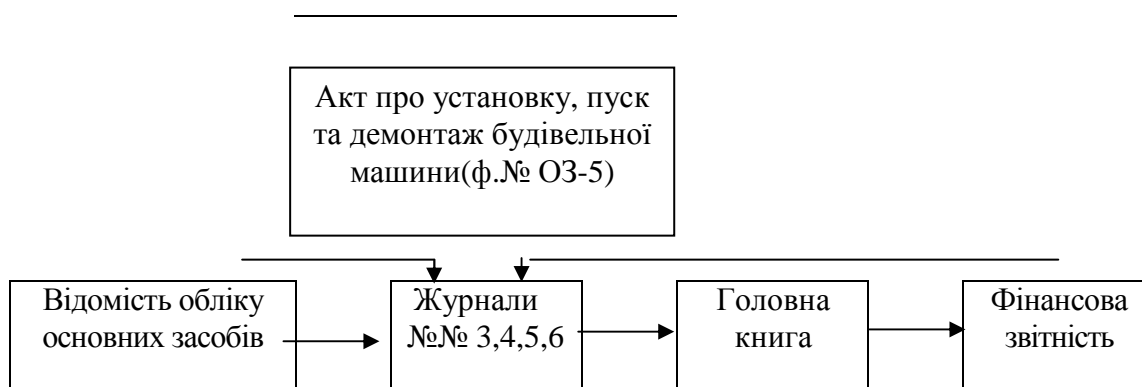 Акт про установку, пуск
та демонтаж будівельної
машини(ф.№ ОЗ-5)
Відомість обліку
основних засобів
Журнали
№№ 3,4,5,6
Головна
книга
Фінансова
звітність